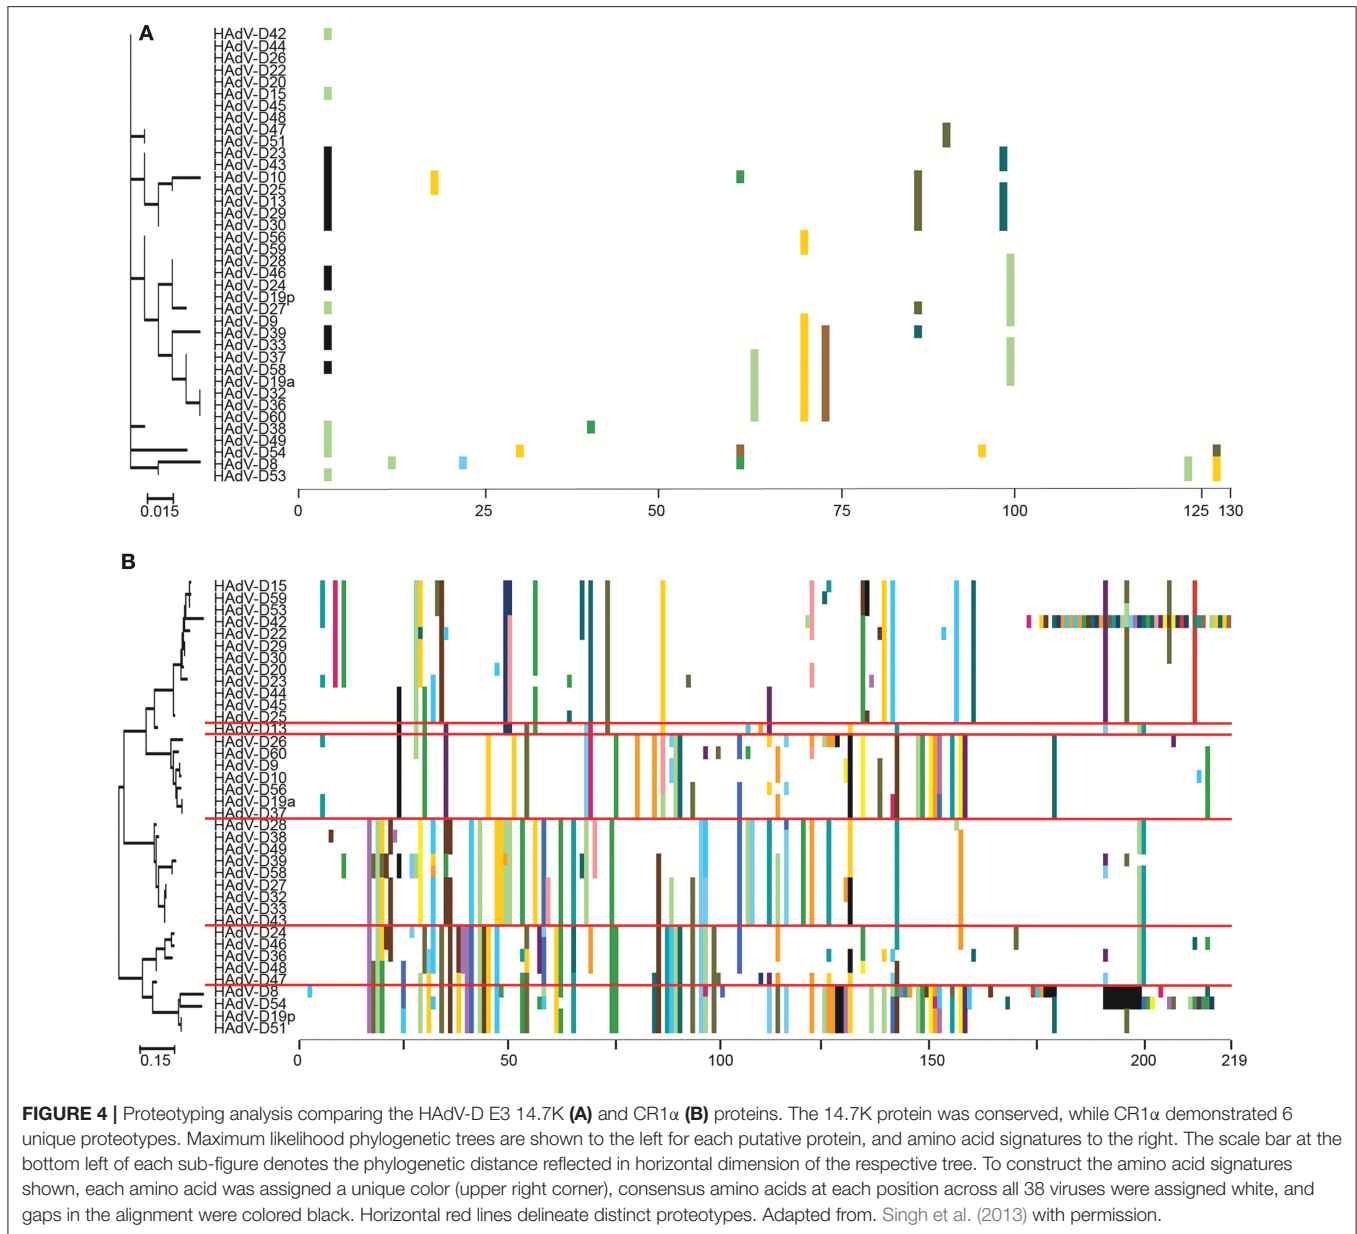 A
HAdV-D42
HAdV-D44
HAdV-D26
HAdV-D22
HAdV-D20
HAdV-D15
HAdV-D45
HAdV-D48
HAdV-D47
HAdV-D51
HAdV-D23
HAdV-D43
HAdV-D10
HAdV-D25
HAdV-D13
HAdV-D29
HAdV-D30
HAdV-D56
HAdV-D59
HAdV-D28
HAdV-D46
HAdV-D24
HAdV-D19p
HAdV-D27
HAdV-D9
HAdV-D39
HAdV-D33
HAdV-D37
HAdV-D58
HAdV-D19a
HAdV-D32
HAdV-D36
HAdV-D60
HAdV-D38
HAdV-D49
HAdV-D54
HAdV-D8
HAdV-D53
0.015 0 25 50 75 100 125 130
B
HAdV-D15
HAdV-D59
HAdV-D53
HAdV-D42
HAdV-D22
HAdV-D29
HAdV-D30
HAdV-D20
HAdV-D23
HAdV-D44
HAdV-D45
HAdV-D25
HAdV-D13
HAdV-D26
HAdV-D60
HAdV-D9
HAdV-D10
HAdV-D56
HAdV-D19a
HAdV-D37
HAdV-D28
HAdV-D38
HAdV-D49
HAdV-D39
HAdV-D58
HAdV-D27
HAdV-D32
HAdV-D33
HAdV-D43
HAdV-D24
HAdV-D46
HAdV-D36
HAdV-D48
HAdV-D47
HAdV-D8
HAdV-D54
HAdV-D19p
HAdV-D51
0.15 0 50 100 150 200 219
FIGURE 4 | Proteotyping analysis comparing the HAdV-D E3 14.7K (A) and CR1α (B) proteins. The 14.7K protein was conserved, while CR1α demonstrated 6
unique proteotypes. Maximum likelihood phylogenetic trees are shown to the left for each putative protein, and amino acid signatures to the right. The scale bar at the
bottom left of each sub-figure denotes the phylogenetic distance reflected in horizontal dimension of the respective tree. To construct the amino acid signatures
shown, each amino acid was assigned a unique color (upper right corner), consensus amino acids at each position across all 38 viruses were assigned white, and
gaps in the alignment were colored black. Horizontal red lines delineate distinct proteotypes. Adapted from. Singh et al. (2013) with permission.